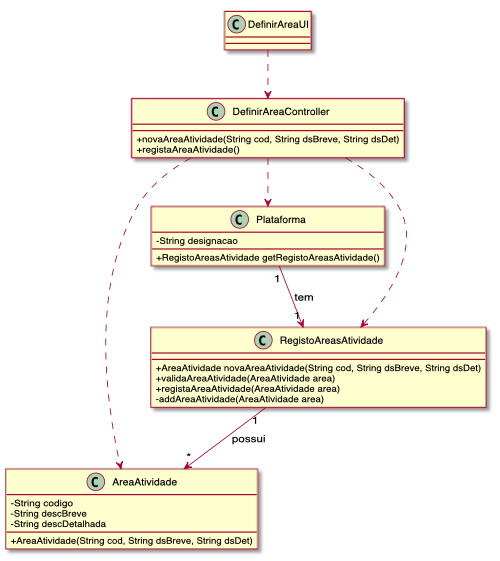 C DefinirAreaUI
C DefinirAreaController
+novaAreaAtividade(String cod, String dsBreve, String dsDet)
+registaAreaAtividade()
C Plataforma
-String designacao
+RegistoAreasAtividade getRegistoAreasAtividade()
1
tem
1
C RegistoAreasAtividade
+AreaAtividade novaAreaAtividade(String cod, String dsBreve, String dsDet)
+validaAreaAtividade(AreaAtividade area)
+registaAreaAtividade(AreaAtividade area)
-addAreaAtividade(AreaAtividade area)
1
possui
*
C AreaAtividade
-String codigo
-String descBreve
-String descDetalhada
+AreaAtividade(String cod, String dsBreve, String dsDet)